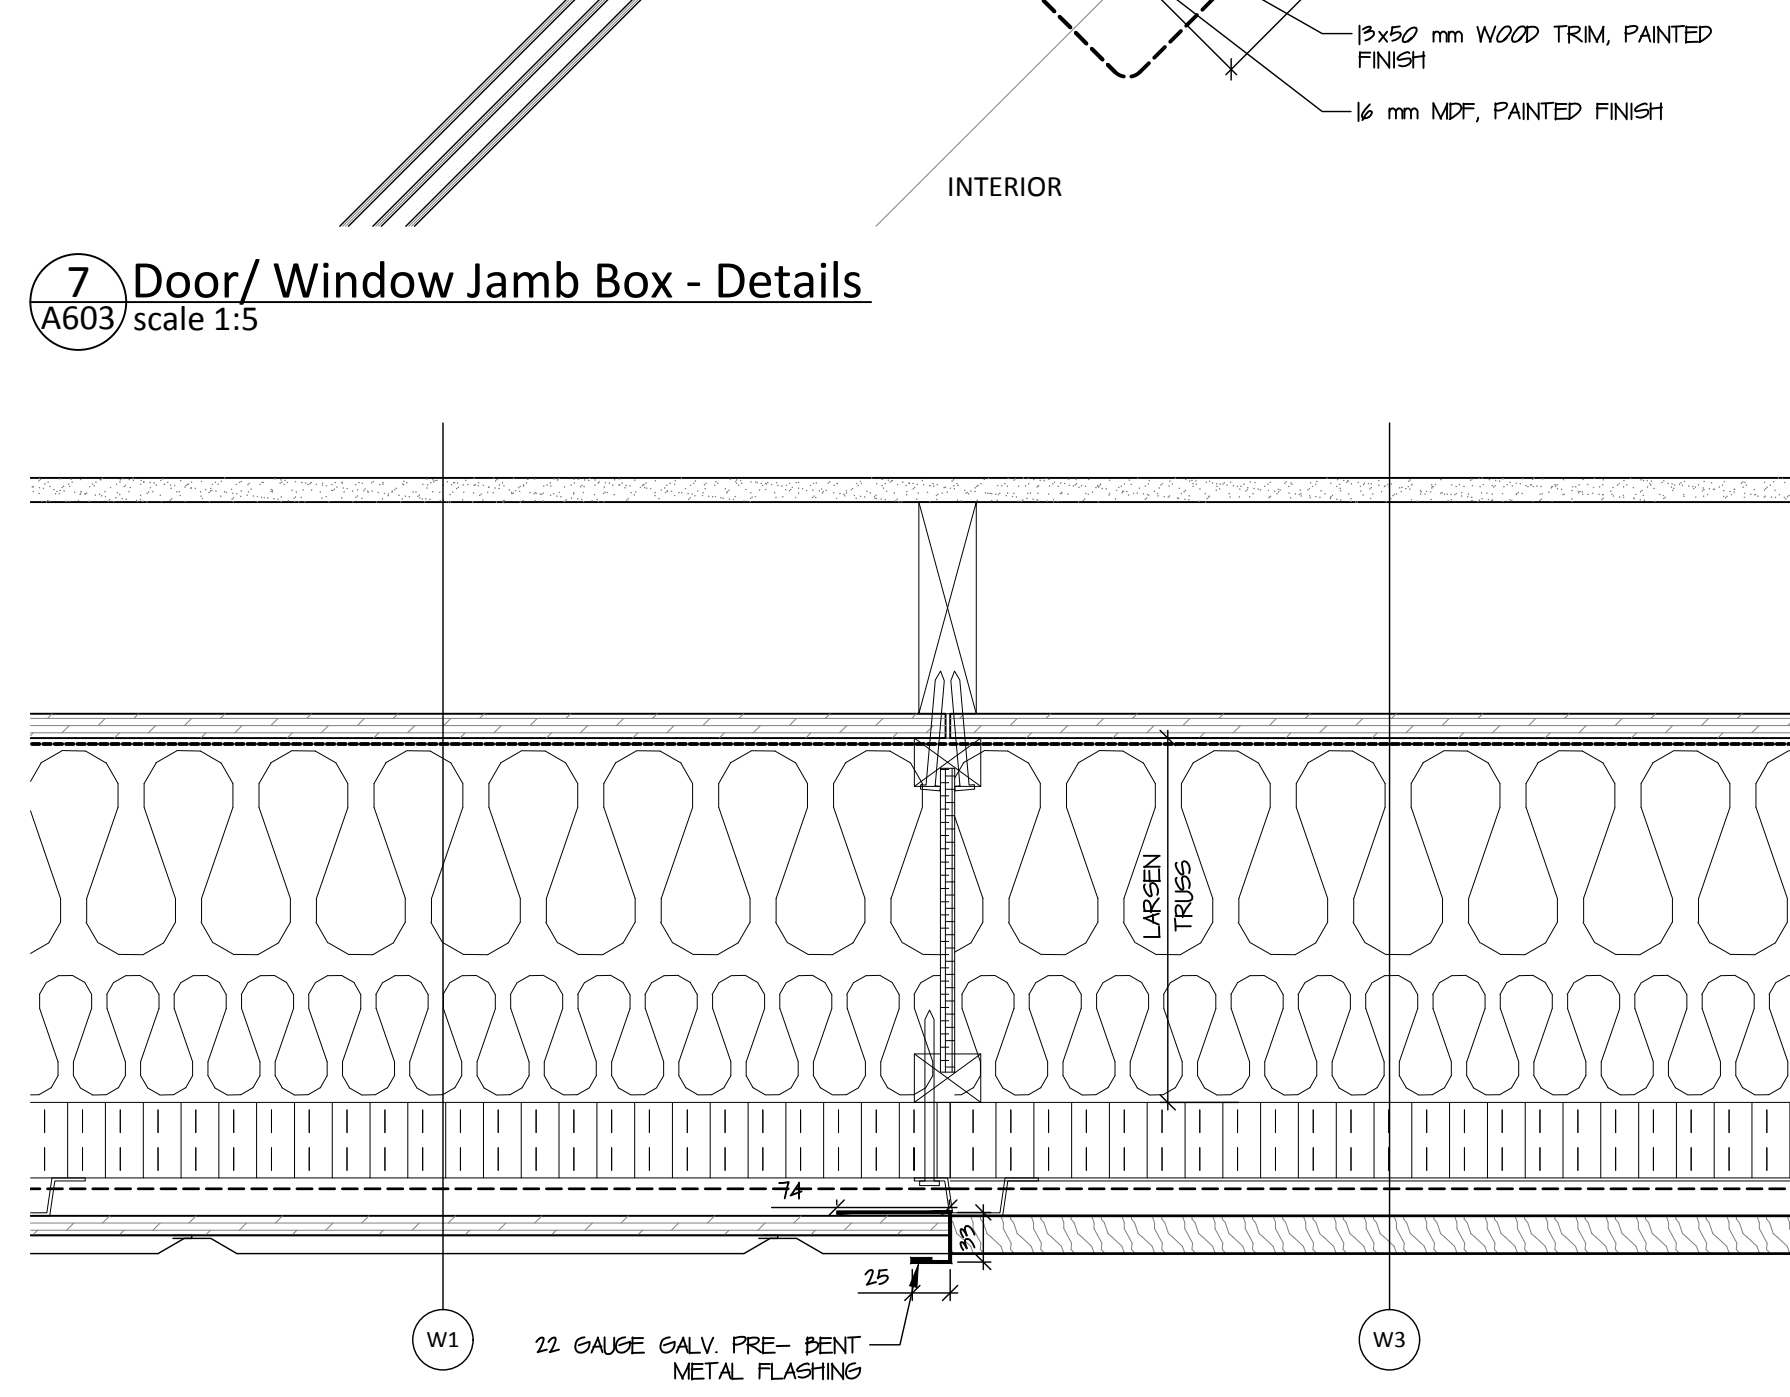 13x50 mm WOOD TRIM, PAINTED
FINISH
16 mm MDF, PAINTED FINISH
INTERIOR
7
Door/ Window Jamb Box - Details
A603
scale 1:5
LARSEN
TRUSS
74
33
25
W1
W3
22 GAUGE GALV. PRE- BENT
METAL FLASHING